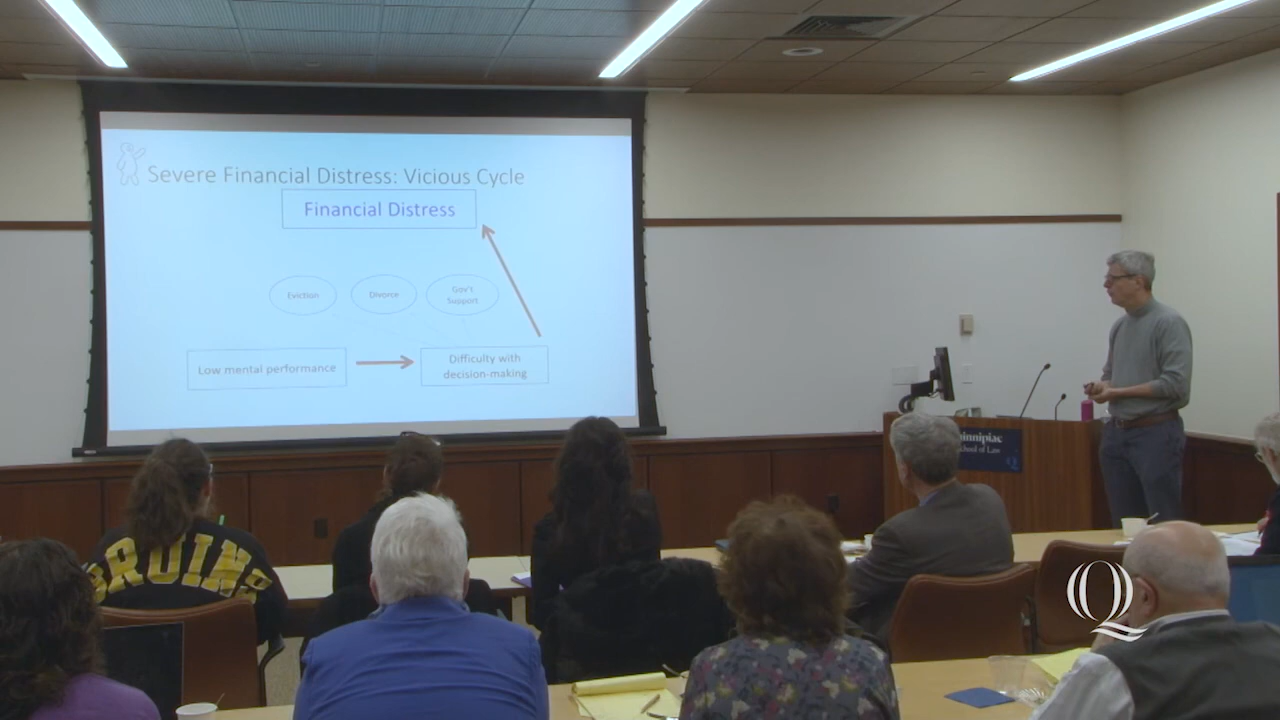 Severe Financial Distress: Vicious Cycle
Financial Distress
Eviction
Divorce
Gov't
Support
Low mental performance
Difficulty with
decision-making
innipiac
School of Law
BRUINS
Q